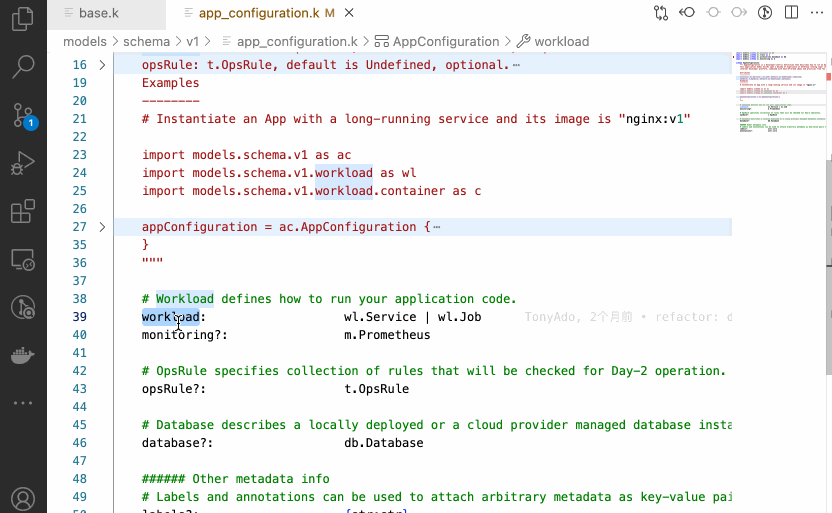 base.k
app_configuration.k M
models > schema > v1 > app_configuration.k > AppConfiguration > workload
16 opsRule: t.OpsRule, default is Undefined, optional.
19 Examples
20 --------
21 # Instantiate an App with a long-running service and its image is "nginx:v1"
22
23 import models.schema.v1 as ac
24 import models.schema.v1.workload as wl
25 import models.schema.v1.workload.container as c
26
27 appConfiguration = ac.AppConfiguration {
35 }
36 """
37
38 # Workload defines how to run your application code.
39 workload: wl.Service | wl.Job TonyAdo, 2个月前 • refactor: d
40 monitoring?: m.Prometheus
41
42 # OpsRule specifies collection of rules that will be checked for Day-2 operation.
43 opsRule?: t.OpsRule
44
45 # Database describes a locally deployed or a cloud provider managed database insta
46 database?: db.Database
47
48 ###### Other metadata info
49 # Labels and annotations can be used to attach arbitrary metadata as key-value pai
50 labels?: {str:str}
1